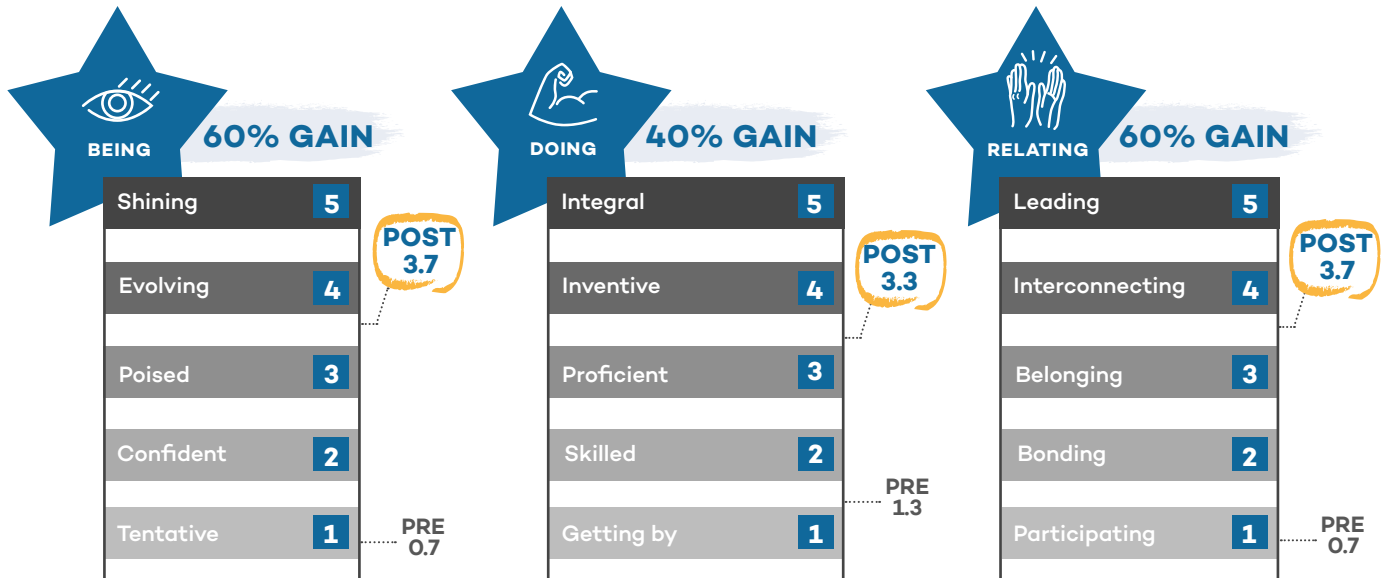 BEING
60% GAIN
Shining 5
POST
3.7
Evolving 4
Poised 3
Confident 2
Tentative 1
PRE
0.7
DOING
40% GAIN
Integral 5
POST
3.3
Inventive 4
Proficient 3
Skilled 2
PRE
1.3
Getting by 1
RELATING
60% GAIN
Leading 5
POST
3.7
Interconnecting 4
Belonging 3
Bonding 2
Participating 1
PRE
0.7